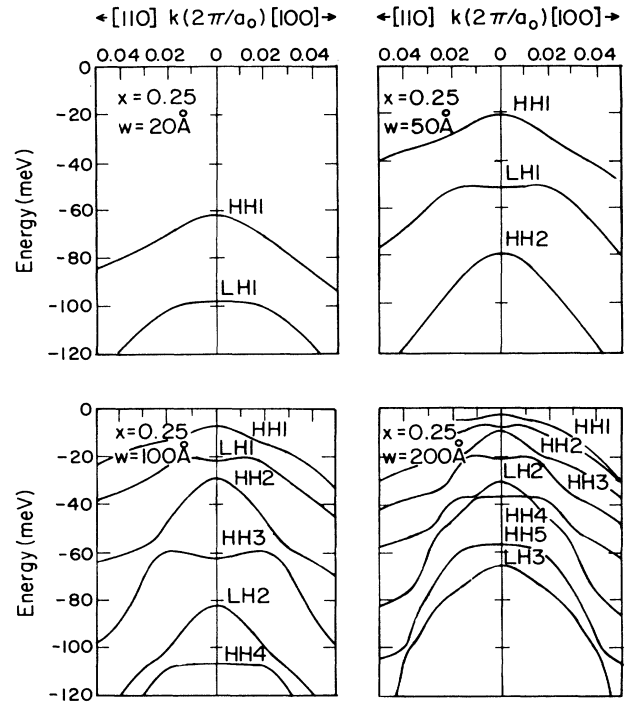 ←[110] k(2π/a₀)[100]→
0.04 0.02 0 0.02 0.04
←[110] k(2π/a₀)[100]→
0.04 0.02 0 0.02 0.04
Energy (meV)
0
-20
-40
-60
-80
-100
-120
x=0.25
w=20Å
HH1
LH1
x=0.25
w=50Å
HH1
LH1
HH2
Energy (meV)
0
-20
-40
-60
-80
-100
-120
x=0.25
w=100Å
HH1
LH1
HH2
HH3
LH2
HH4
x=0.25
w=200Å
HH1
HH2
HH3
LH2
HH4
HH5
LH3